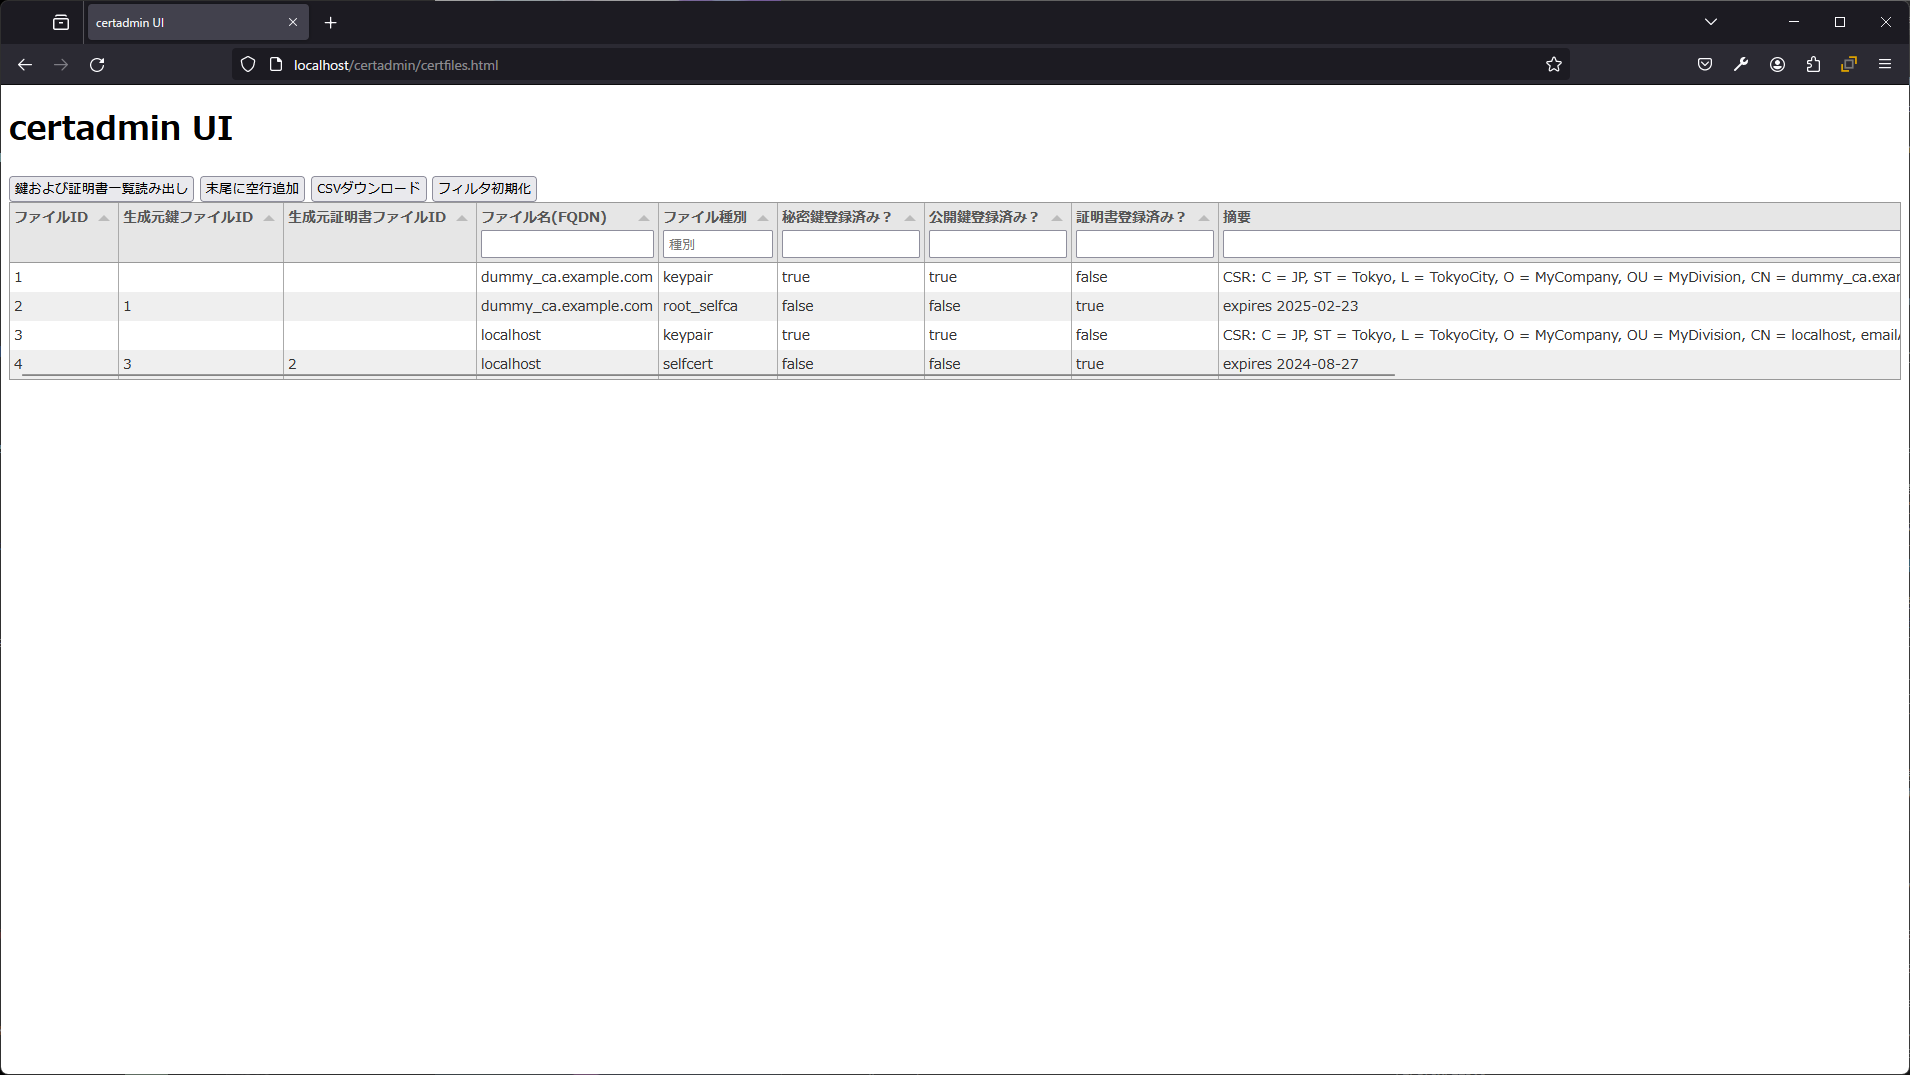 certadmin UI
localhost/certadmin/certfiles.html
certadmin UI
鍵および証明書一覧読み出し 末尾に空行追加 CSVダウンロード フィルタ初期化
ファイルID 生成元鍵ファイルID 生成元証明書ファイルID ファイル名(FQDN) ファイル種別 秘密鍵登録済み？ 公開鍵登録済み？ 証明書登録済み？ 摘要
種別
1 dummy_ca.example.com keypair true true false CSR: C = JP, ST = Tokyo, L = TokyoCity, O = MyCompany, OU = MyDivision, CN = dummy_ca.exar
2 1 dummy_ca.example.com root_selfca false false true expires 2025-02-23
3 localhost keypair true true false CSR: C = JP, ST = Tokyo, L = TokyoCity, O = MyCompany, OU = MyDivision, CN = localhost, email
4 3 2 localhost selfcert false false true expires 2024-08-27